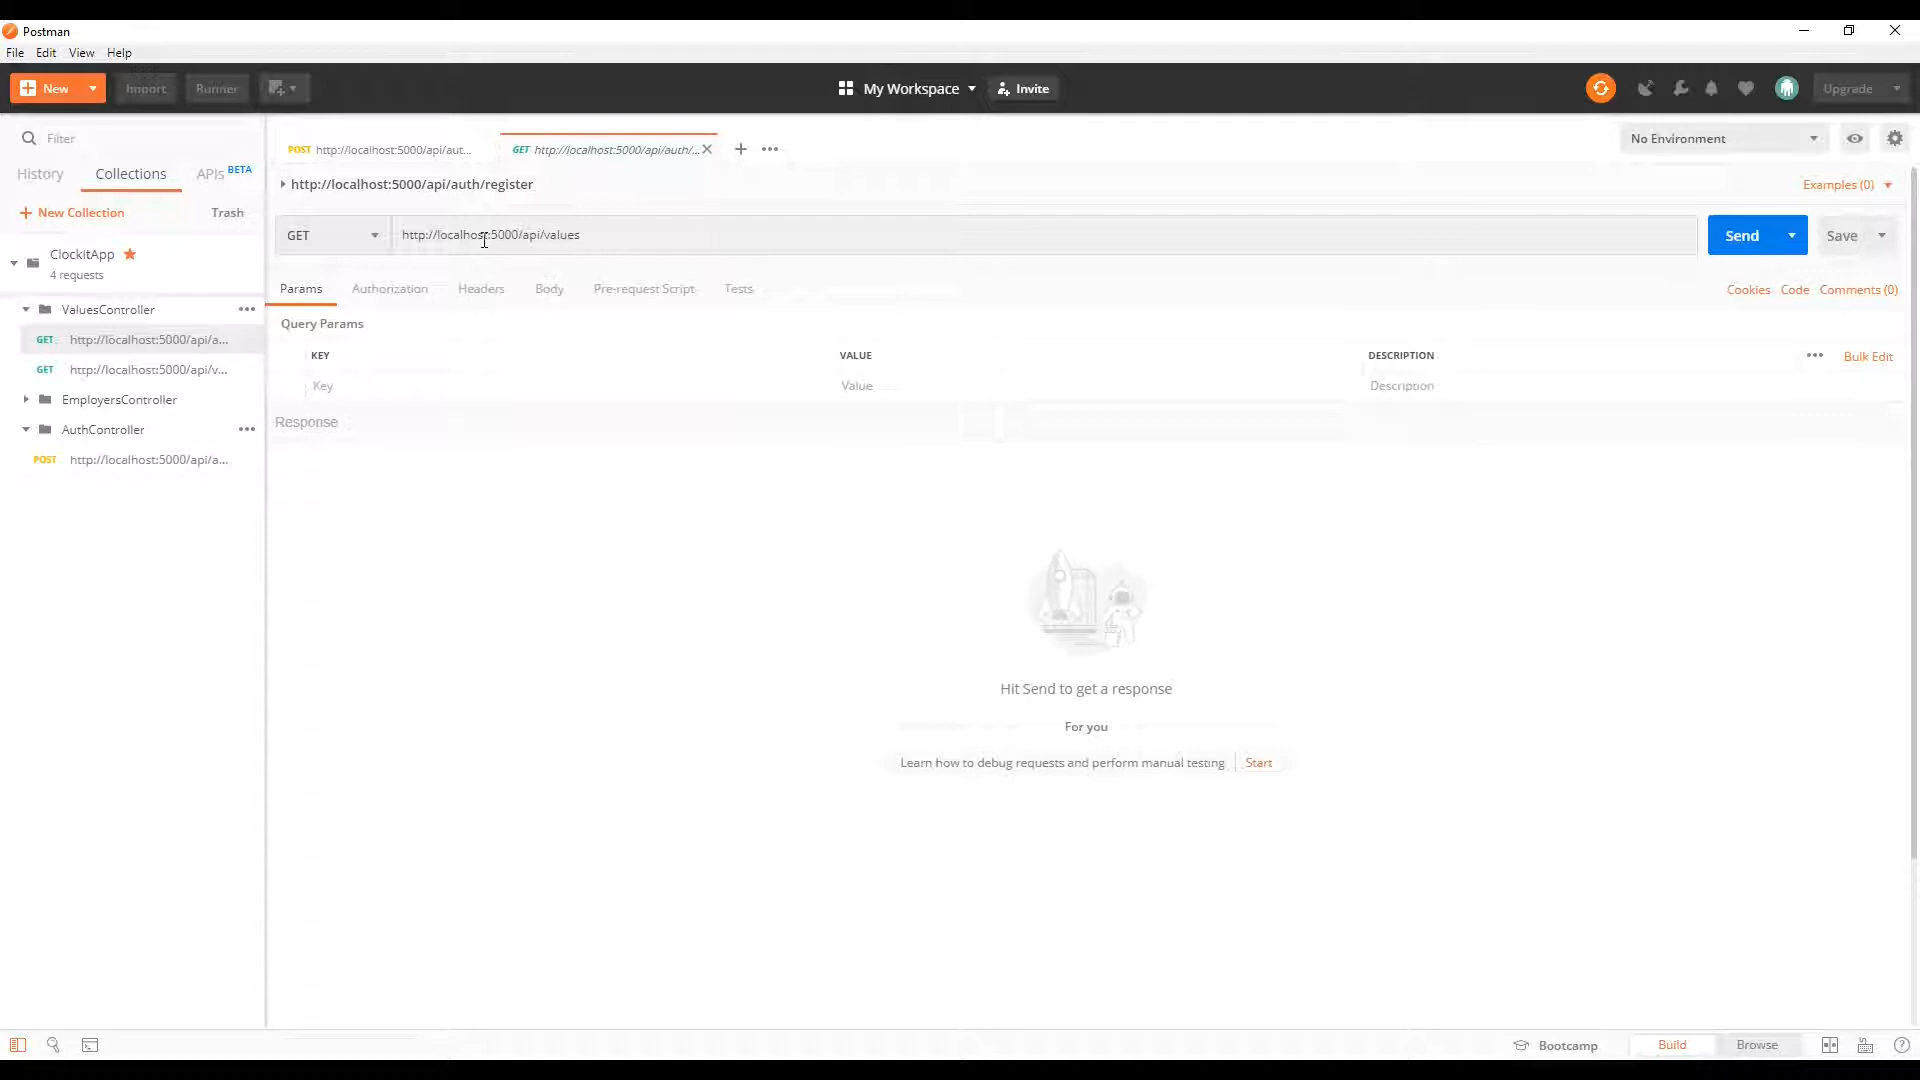 Postman
File Edit View Help
New Import Runner My Workspace Invite Upgrade
Filter
History Collections APIs BETA
New Collection Trash
ClockitApp
4 requests
ValuesController
GET http://localhost:5000/api/a...
GET http://localhost:5000/api/v...
EmployersController
AuthController
POST http://localhost:5000/api/a...
POST http://localhost:5000/api/aut... GET http://localhost:5000/api/auth/... No Environment
http://localhost:5000/api/auth/register Examples (0)
GET http://localhost:5000/api/values Send Save
Params Authorization Headers Body Pre-request Script Tests Cookies Code Comments (0)
Query Params
KEY VALUE DESCRIPTION Bulk Edit
Key Value Description
Response
Hit Send to get a response
For you
Learn how to debug requests and perform manual testing Start
Bootcamp Build Browse